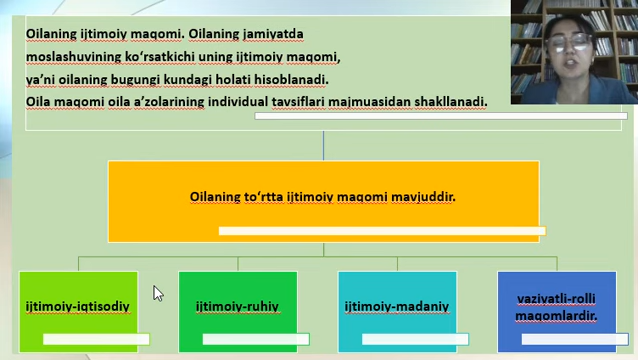 Oilaning ijtimoiy maqomi. Oilaning jamiyatda
moslashuvining ko‘rsatkichi uning ijtimoiy maqomi,
ya’ni oilaning bugungi kundagi holati hisoblanadi.
Oila maqomi oila a’zolarining individual tavsiflari majmuasidan shakllanadi.
Oilaning to‘rtta ijtimoiy maqomi mavjuddir.
ijtimoiy-iqtisodiy
ijtimoiy-ruhiy
ijtimoiy-madaniy
vaziyatli-rolli
maqomlardir.